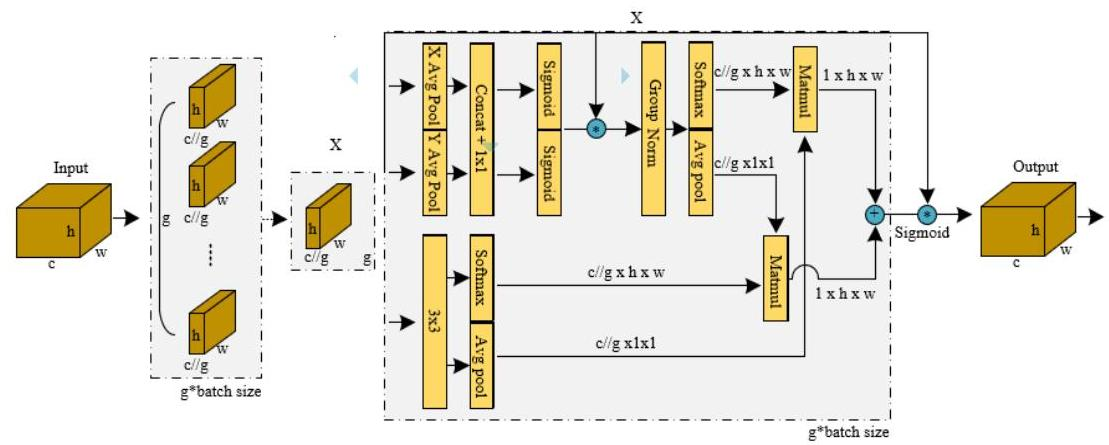 X
Input
h
w
c
g
h
w
c//g
h
w
c//g
h
w
c//g
g*batch size
X
h
w
c//g
g
X Avg Pool
Y Avg Pool
Concat + 1x1
Sigmoid
Sigmoid
*
Group Norm
Softmax
Avg pool
c//g x h x w
c//g x1x1
Matmul
1 x h x w
3x3
Softmax
Avg pool
c//g x h x w
c//g x1x1
Matmul
1 x h x w
+
*
Sigmoid
g*batch size
Output
h
w
c